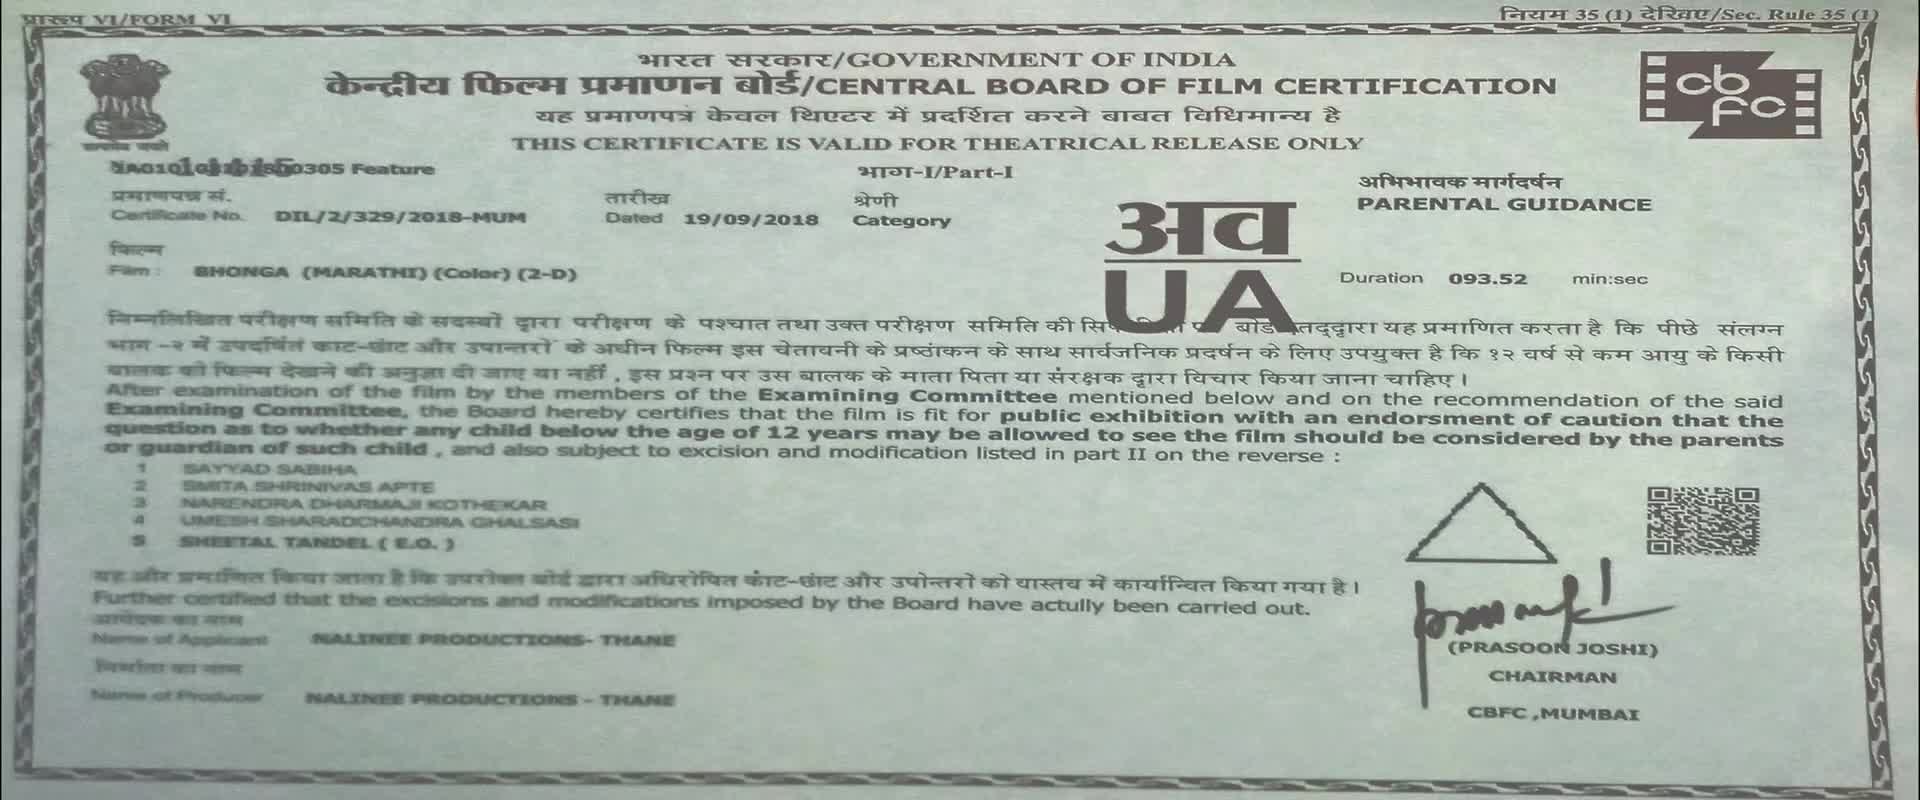 प्रारूप VI/FORM VI
नियम 35 (1) देखिए/Sec. Rule 35 (1)
भारत सरकार/GOVERNMENT OF INDIA
केन्द्रीय फिल्म प्रमाणन बोर्ड/CENTRAL BOARD OF FILM CERTIFICATION
cb
fc
यह प्रमाणपत्र केवल थिएटर में प्रदर्शित करने बाबत विधिमान्य है
THIS CERTIFICATE IS VALID FOR THEATRICAL RELEASE ONLY
Feature
भाग-I/Part-I
अभिभावक मार्गदर्शन
PARENTAL GUIDANCE
प्रमाणपत्र सं.
Certificate No. DIL/2/329/2018-MUM
तारीख
Dated 19/09/2018
श्रेणी
Category
अव
UA
फिल्म
Film : BHONGA (MARATHI) (Color) (2-D)
Duration 093.52 min:sec
निम्नलिखित परीक्षण समिति के सदस्यों द्वारा परीक्षण के पश्चात तथा उक्त परीक्षण समिति की यह प्रमाणित करता है कि पीछे संलग्न
भाग -२ में उपदर्षित काट-छांट और उपान्तरों के अधीन फिल्म इस चेतावनी के प्रष्ठांकन के साथ सार्वजनिक प्रदर्षन के लिए उपयुक्त है कि १२ वर्ष से कम आयु के किसी
बालक को फिल्म देखने की अनुज्ञा दी जाए या नहीं , इस प्रश्न पर उस बालक के माता पिता या संरक्षक द्वारा विचार किया जाना चाहिए ।
After examination of the film by the members of the Examining Committee mentioned below and on the recommendation of the said
Examining Committee, the Board hereby certifies that the film is fit for public exhibition with an endorsment of caution that the
question as to whether any child below the age of 12 years may be allowed to see the film should be considered by the parents
or guardian of such child , and also subject to excision and modification listed in part II on the reverse :
1 SAYYAD SABIHA
2 SMITA SHRINIVAS APTE
3 NARENDRA DHARMAJI KOTHEKAR
4 UMESH SHARADCHANDRA GHALSASI
5 SHEETAL TANDEL ( E.O. )
यह और प्रमाणित किया जाता है कि उपरोक्त बोर्ड द्वारा अधिरोपित काट-छांट और उपोन्तरों को वास्तव में कार्यान्वित किया गया है ।
Further certified that the excisions and modifications imposed by the Board have actully been carried out.
आवेदक का नाम
Name of Applicant NALINEE PRODUCTIONS- THANE
निर्माता का नाम
Name of Producer NALINEE PRODUCTIONS - THANE
(PRASOON JOSHI)
CHAIRMAN
CBFC ,MUMBAI